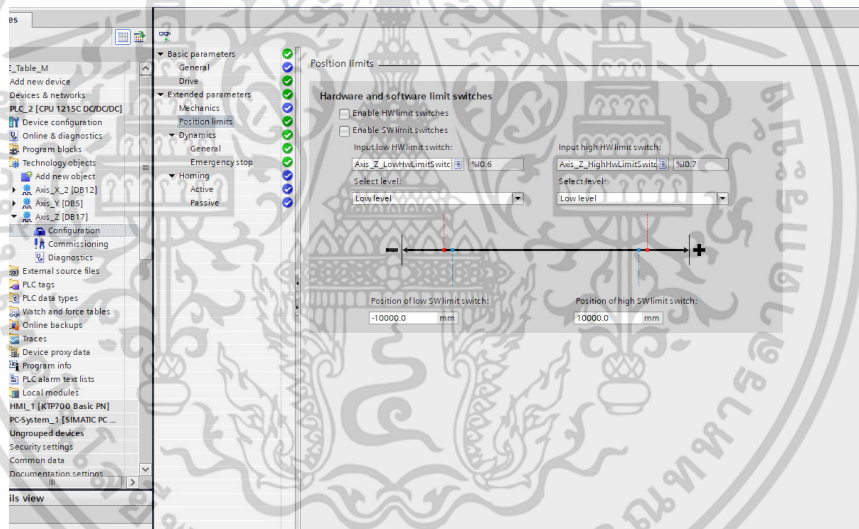 es
E_Table_M
Add new device
Devices & networks
PLC_2 [CPU 1215C DC/DC/DC]
Device configuration
Online & diagnostics
Program blocks
Technology objects
Add new object
Axis_X_2 [DB12]
Axis_Y [DB5]
Axis_Z [DB17]
Configuration
Commissioning
Diagnostics
External source files
PLC tags
PLC data types
Watch and force tables
Online backups
Traces
Device proxy data
Program info
PLC alarm text lists
Local modules
HMI_1 [KTP700 Basic PN]
PC-System_1 [SIMATIC PC ...
Ungrouped devices
Security settings
Common data
Documentation settings
ils view
Basic parameters
General
Drive
Extended parameters
Mechanics
Position limits
Dynamics
General
Emergency stop
Homing
Active
Passive
Position limits
Hardware and software limit switches
Enable HW limit switches
Enable SW limit switches
Input low HW limit switch: Input high HW limit switch:
Axis_Z_LowHwLimitSwitc %I0.6 Axis_Z_HighHwLimitSwitc %I0.7
Select level: Select level:
Low level Low level
Position of low SW limit switch: Position of high SW limit switch:
-10000.0 mm 10000.0 mm